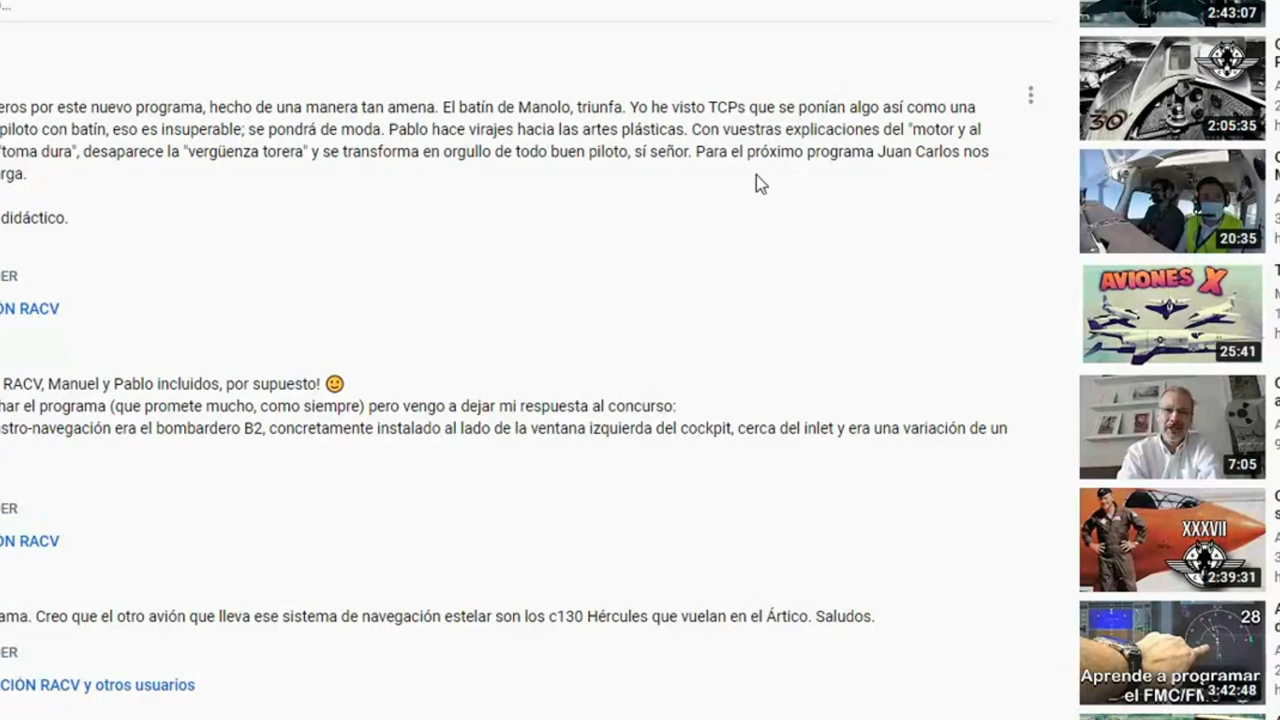 eros por este nuevo programa, hecho de una manera tan amena. El batín de Manolo, triunfa. Yo he visto TCPs que se ponían algo así como una
piloto con batín, eso es insuperable; se pondrá de moda. Pablo hace virajes hacia las artes plásticas. Con vuestras explicaciones del "motor y al
"toma dura", desaparece la "vergüenza torera" y se transforma en orgullo de todo buen piloto, sí señor. Para el próximo programa Juan Carlos nos
rga.
didáctico.
DER
ÓN RACV
RACV, Manuel y Pablo incluidos, por supuesto! 🙂
har el programa (que promete mucho, como siempre) pero vengo a dejar mi respuesta al concurso:
stro-navegación era el bombardero B2, concretamente instalado al lado de la ventana izquierda del cockpit, cerca del inlet y era una variación de un
DER
ÓN RACV
ama. Creo que el otro avión que lleva ese sistema de navegación estelar son los c130 Hércules que vuelan en el Ártico. Saludos.
DER
CIÓN RACV y otros usuarios
2:43:07
30
2:05:35
20:35
AVIONES X
25:41
7:05
XXXVII
2:39:31
28
Aprende a programar
el FMC/FM
3:42:48